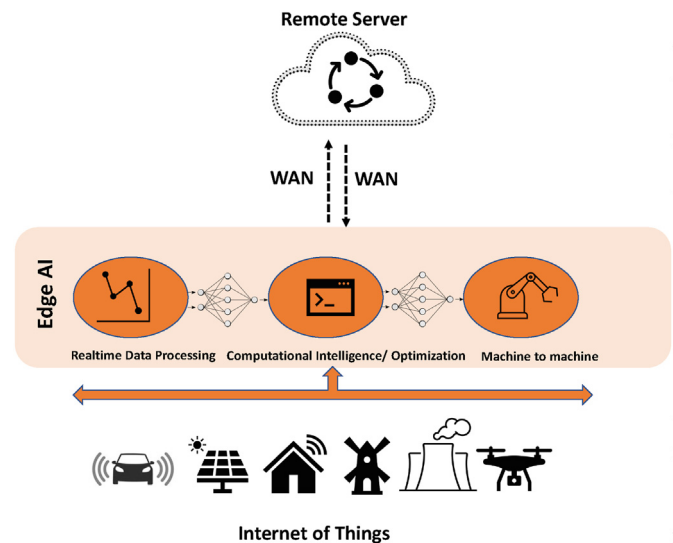 Remote Server
WAN
WAN
Edge AI
>_
Realtime Data Processing
Computational Intelligence/ Optimization
Machine to machine
Internet of Things